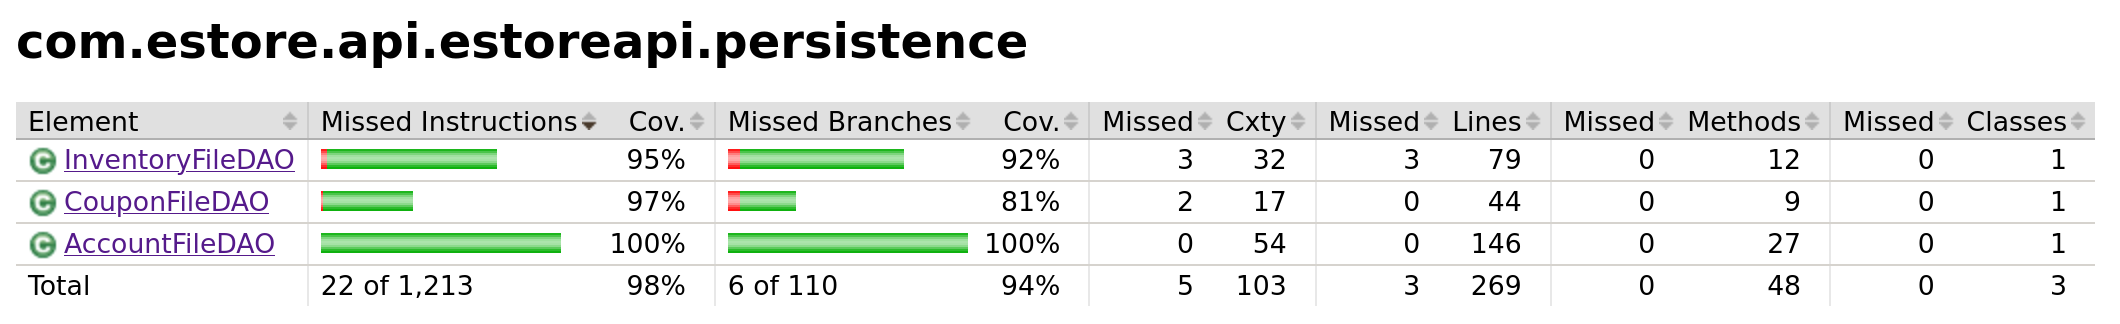 com.estore.api.estoreapi.persistence
Element Missed Instructions Cov. Missed Branches Cov. Missed Cxty Missed Lines Missed Methods Missed Classes
C InventoryFileDAO 95% 92% 3 32 3 79 0 12 0 1
C CouponFileDAO 97% 81% 2 17 0 44 0 9 0 1
C AccountFileDAO 100% 100% 0 54 0 146 0 27 0 1
Total 22 of 1,213 98% 6 of 110 94% 5 103 3 269 0 48 0 3